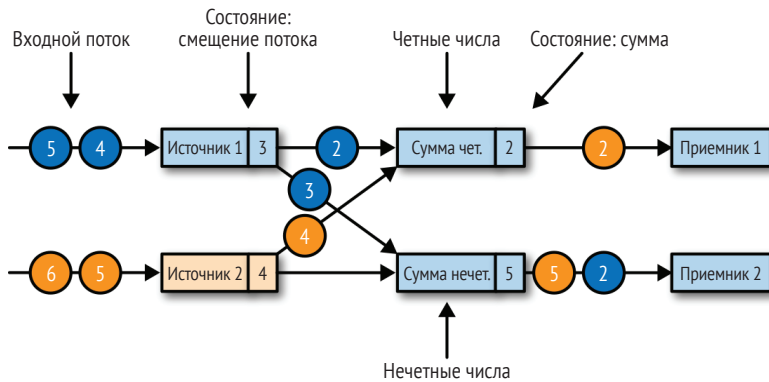 Входной поток
Состояние:
смещение потока
Четные числа
Состояние: сумма
5 4 Источник 1 3 2 Сумма чет. 2 2 Приемник 1
3
4
6 5 Источник 2 4 Сумма нечет. 5 5 2 Приемник 2
Нечетные числа